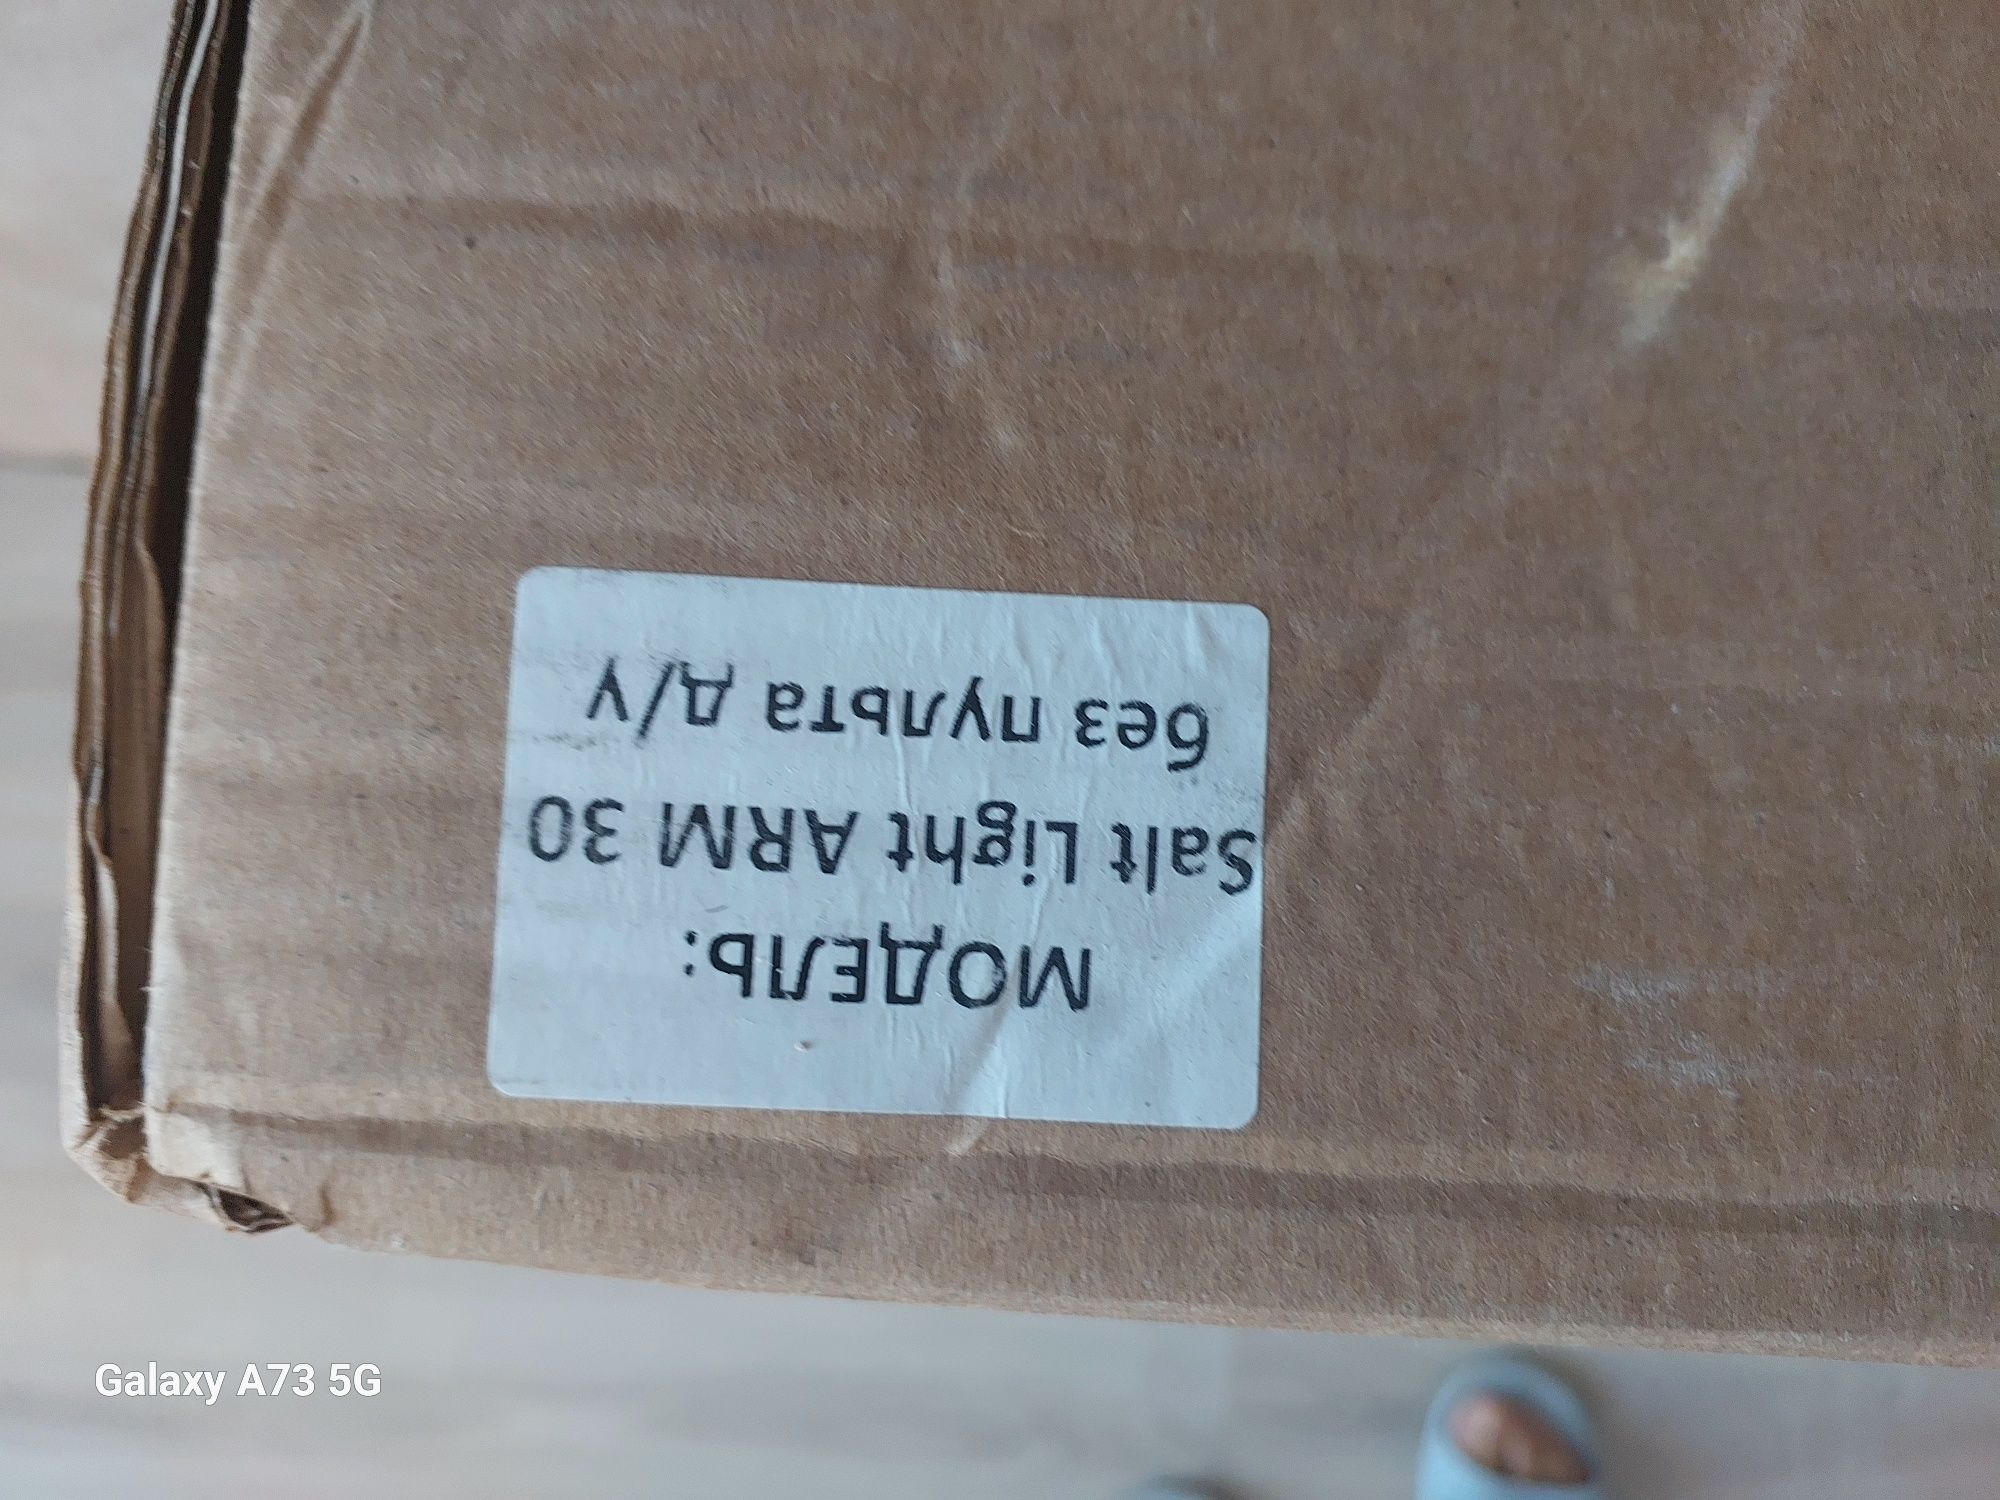 МОДЕЛЬ:
Salt Light ARM 30
без пульта д/у
Galaxy A73 5G